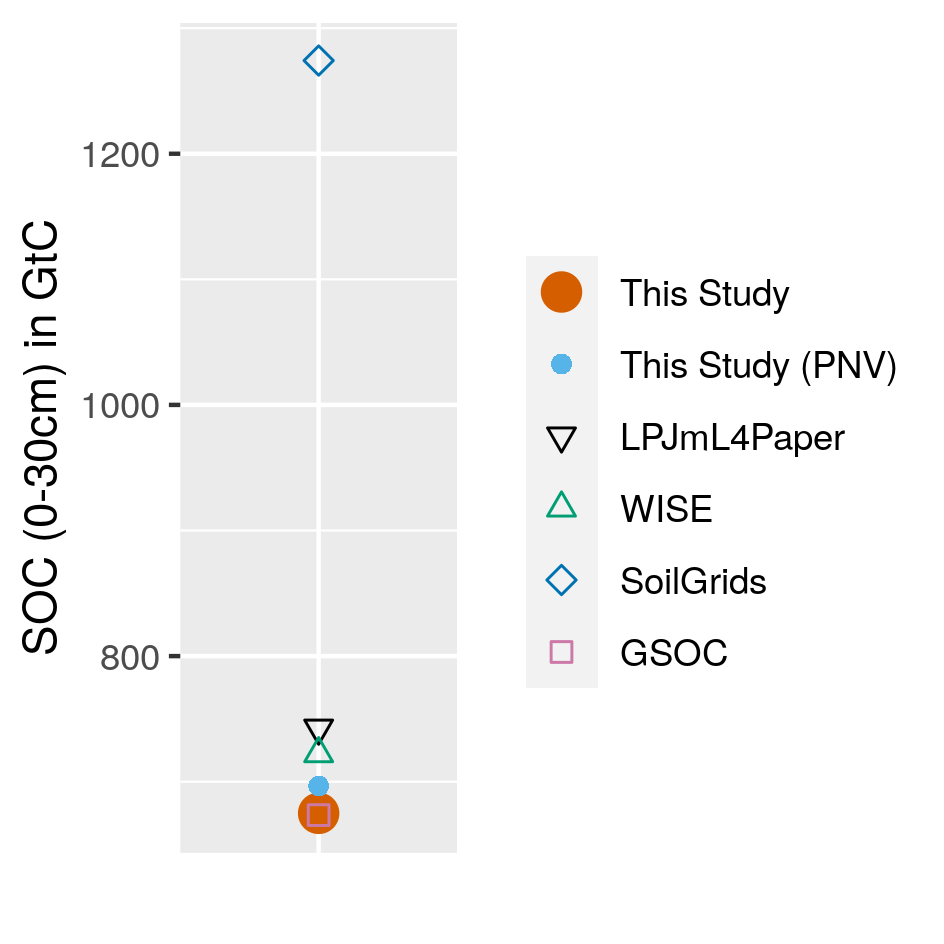 SOC (0-30cm) in GtC
1200
1000
800
This Study
This Study (PNV)
LPJmL4Paper
WISE
SoilGrids
GSOC